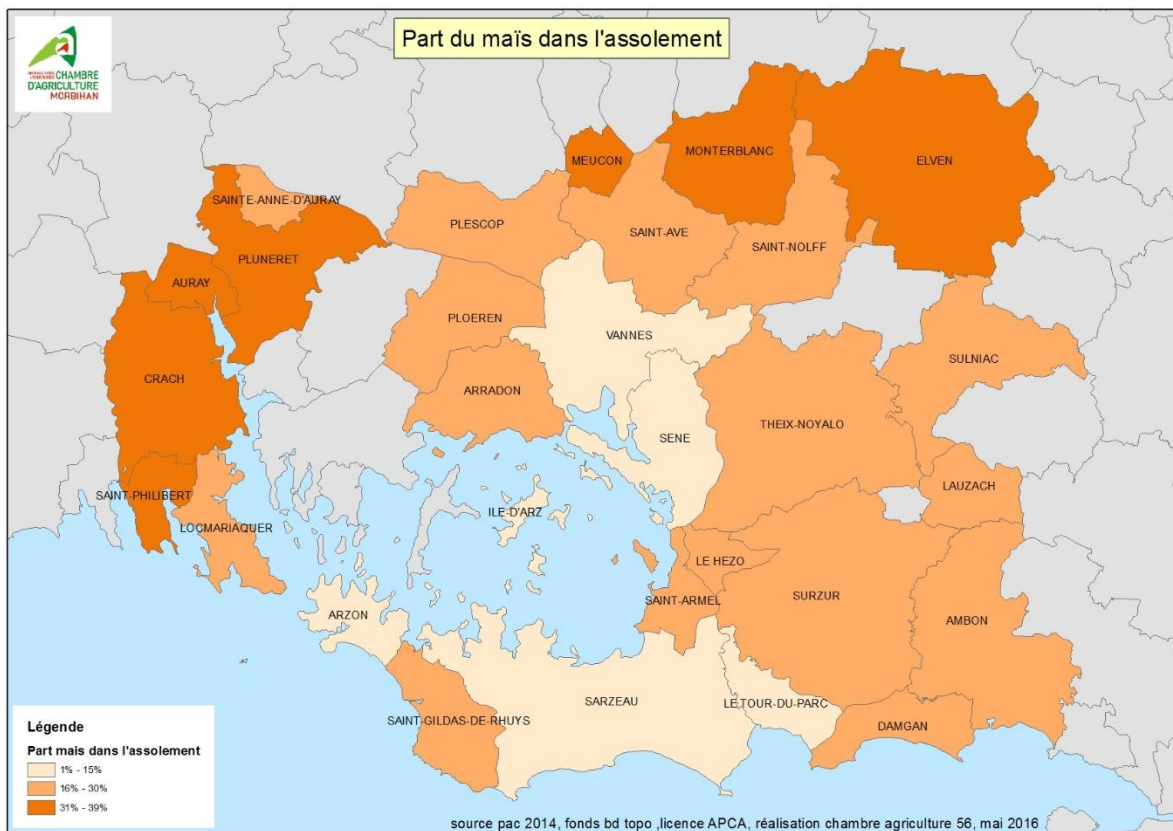 Part du maïs dans l'assolement
CHAMBRE
D'AGRICULTURE
MORBIHAN
MEUCON
MONTERBLANC
ELVEN
SAINTE-ANNE-D'AURAY
PLESCOP
SAINT-AVE
SAINT-NOLFF
PLUNERET
AURAY
PLOEREN
VANNES
SULNIAC
CRACH
ARRADON
THEIX-NOYALO
SENE
LAUZACH
SAINT-PHILIBERT
ILE-D'ARZ
LOCMARIAQUER
LE HEZO
SAINT-ARMEL
SURZUR
ARZON
AMBON
SARZEAU
LE TOUR-DU-PARC
SAINT-GILDAS-DE-RHUYS
DAMGAN
Légende
Part mais dans l'assolement
1% - 15%
16% - 30%
31% - 39%
source pac 2014, fonds bd topo ,licence APCA, réalisation chambre agriculture 56, mai 2016